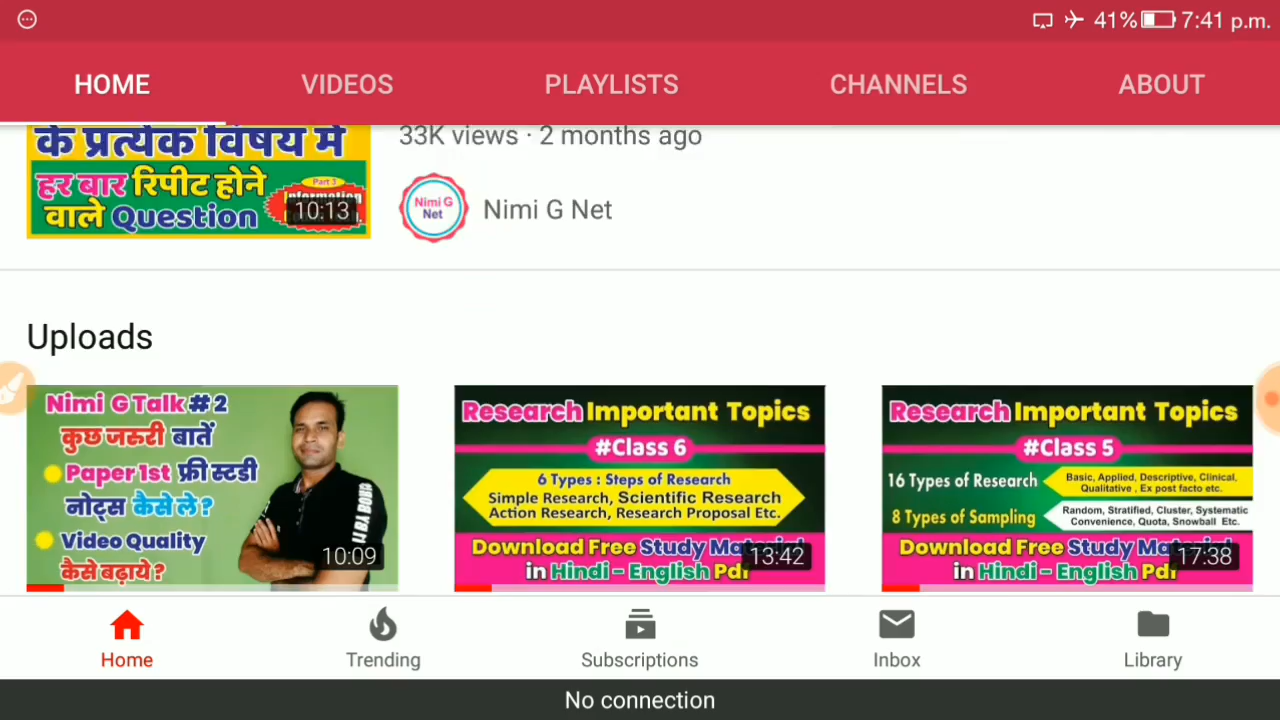 41% 7:41 p.m.
HOME VIDEOS PLAYLISTS CHANNELS ABOUT
के प्रत्येक विषय में
हर बार रिपीट होने
वाले Question
Part 3
Information
10:13
33K views · 2 months ago
Nimi G
Net
Nimi G Net
Uploads
Nimi G Talk # 2
कुछ जरुरी बातें
Paper 1st फ्री स्टडी
नोट्स कैसे ले ?
Video Quality
कैसे बढ़ाये ?
10:09
Research Important Topics
#Class 6
6 Types : Steps of Research
Simple Research, Scientific Research
Action Research, Research Proposal Etc.
Download Free Study Material
in Hindi - English Pdf
13:42
Research Important Topics
#Class 5
16 Types of Research
Basic, Applied, Descriptive, Clinical,
Qualitative , Ex post facto etc.
8 Types of Sampling
Random, Stratified, Cluster, Systematic
Convenience, Quota, Snowball Etc.
Download Free Study Material
in Hindi - English Pdf
17:38
Home Trending Subscriptions Inbox Library
No connection